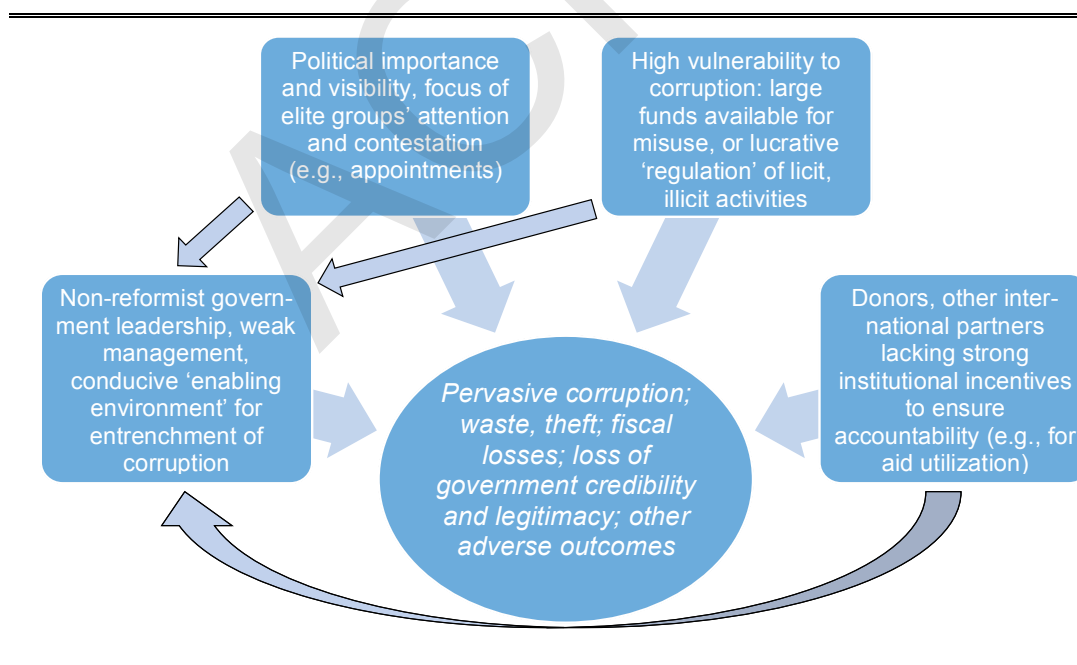 Political importance
and visibility, focus of
elite groups’ attention
and contestation
(e.g., appointments)
High vulnerability to
corruption: large
funds available for
misuse, or lucrative
‘regulation’ of licit,
illicit activities
Non-reformist govern-
ment leadership, weak
management,
conducive ‘enabling
environment’ for
entrenchment of
corruption
Pervasive corruption;
waste, theft; fiscal
losses; loss of
government credibility
and legitimacy; other
adverse outcomes
Donors, other inter-
national partners
lacking strong
institutional incentives
to ensure
accountability (e.g., for
aid utilization)